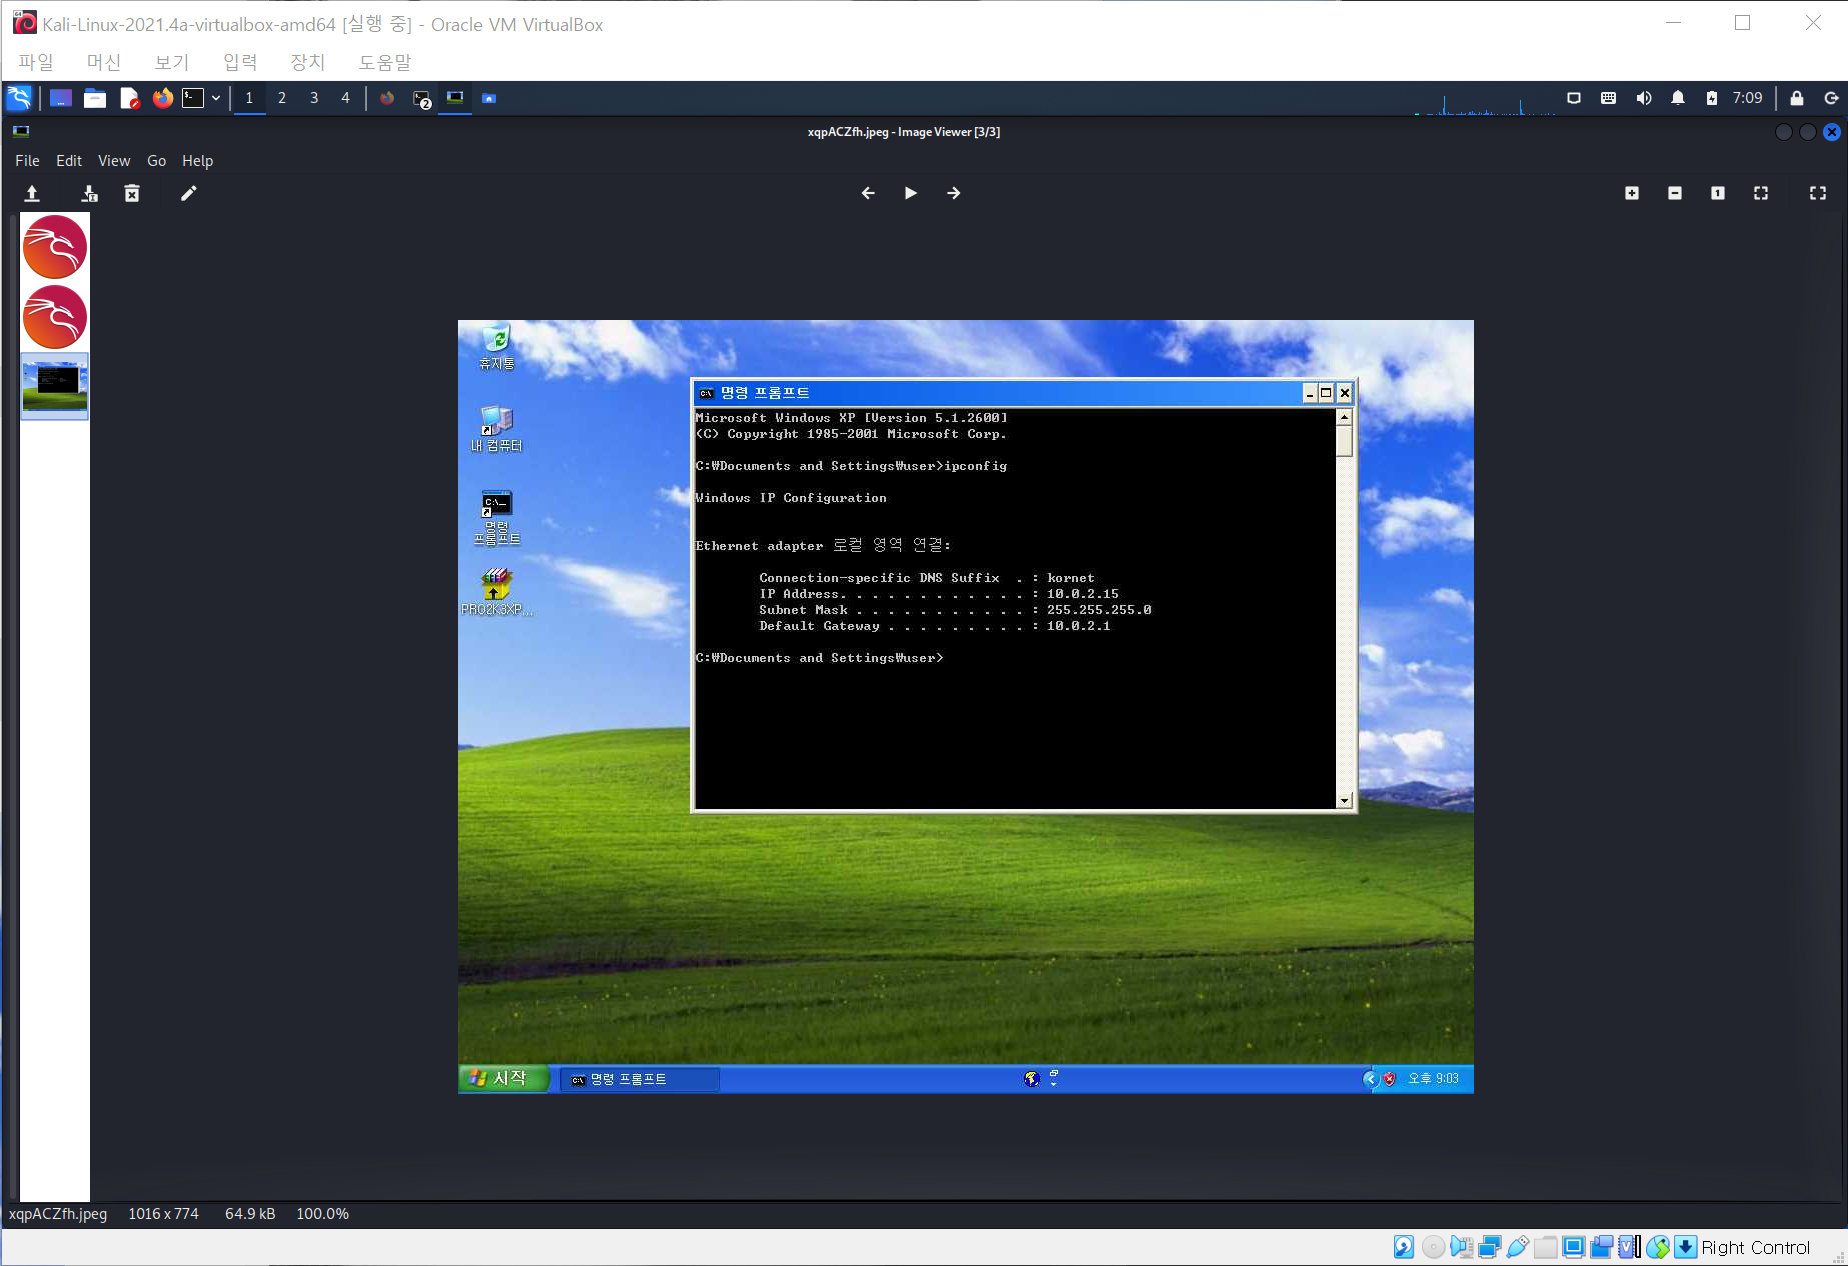 Kali-Linux-2021.4a-virtualbox-amd64 [실행 중] - Oracle VM VirtualBox
파일 머신 보기 입력 장치 도움말
1 2 3 4 2 7:09
xqpACZfh.jpeg - Image Viewer [3/3]
File Edit View Go Help
휴지통
내 컴퓨터
명령
프롬프트
PRO2K3XP...
명령 프롬프트
Microsoft Windows XP [Version 5.1.2600]
(C) Copyright 1985-2001 Microsoft Corp.
C:₩Documents and Settings₩user>ipconfig
Windows IP Configuration
Ethernet adapter 로컬 영역 연결:
Connection-specific DNS Suffix  . : kornet
IP Address. . . . . . . . . . . . : 10.0.2.15
Subnet Mask . . . . . . . . . . . : 255.255.255.0
Default Gateway . . . . . . . . . : 10.0.2.1
C:₩Documents and Settings₩user>
시작 명령 프롬프트 오후 9:03
xqpACZfh.jpeg 1016 x 774 64.9 kB 100.0%
Right Control